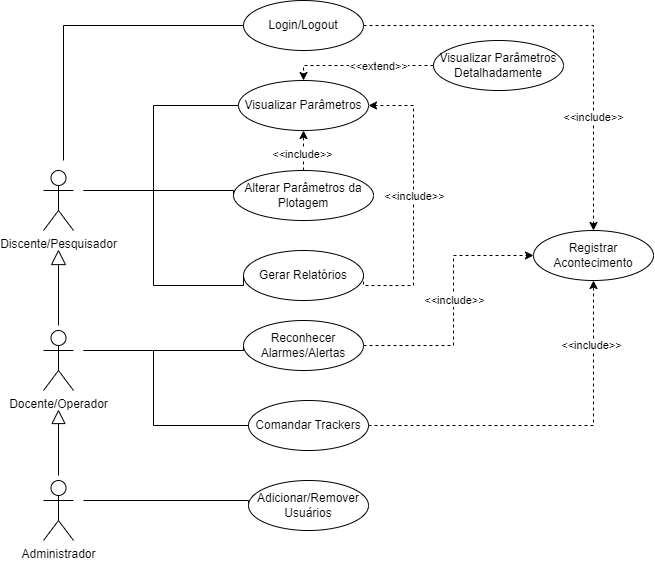 Login/Logout
<<extend>>
Visualizar Parâmetros
Detalhadamente
Visualizar Parâmetros
<<include>>
<<include>>
Alterar Parâmetros da
Plotagem
<<include>>
Discente/Pesquisador
Registrar
Acontecimento
Gerar Relatórios
<<include>>
Reconhecer
Alarmes/Alertas
<<include>>
Docente/Operador
Comandar Trackers
Adicionar/Remover
Usuários
Administrador